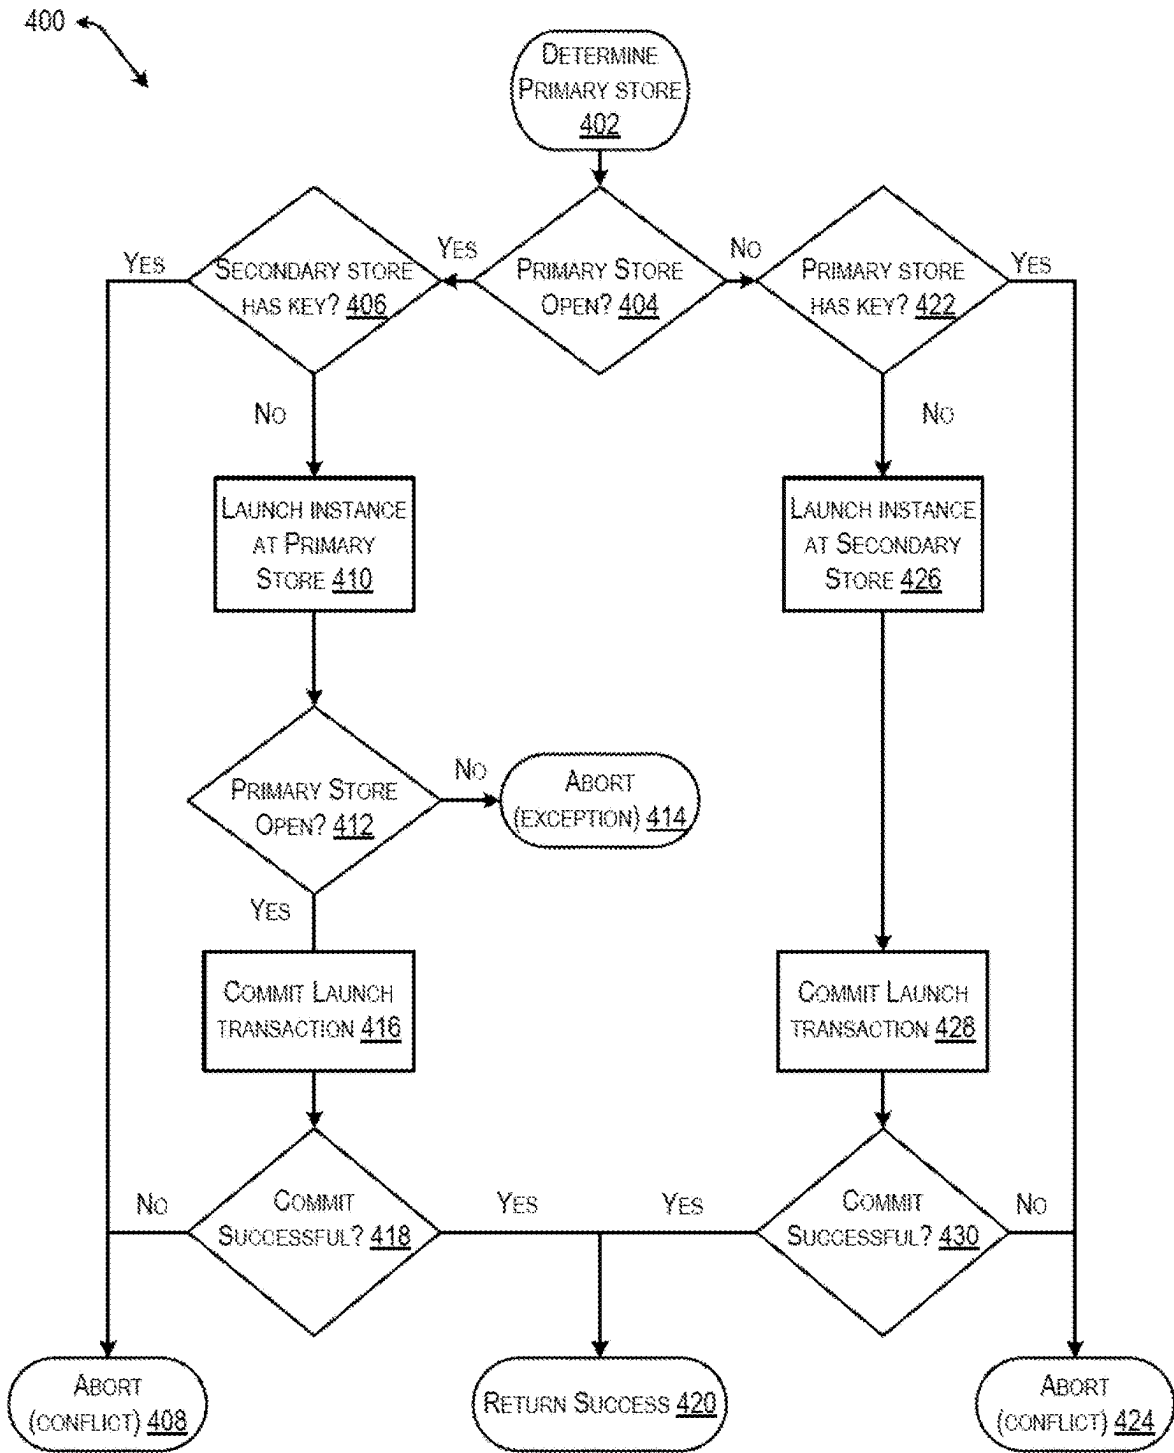 400
DETERMINE
PRIMARY STORE
402
YES
SECONDARY STORE
HAS KEY? 406
YES
PRIMARY STORE
OPEN? 404
NO
PRIMARY STORE
HAS KEY? 422
YES
NO
NO
LAUNCH INSTANCE
AT PRIMARY
STORE 410
LAUNCH INSTANCE
AT SECONDARY
STORE 426
PRIMARY STORE
OPEN? 412
NO
ABORT
(EXCEPTION) 414
YES
COMMIT LAUNCH
TRANSACTION 416
COMMIT LAUNCH
TRANSACTION 428
NO
COMMIT
SUCCESSFUL? 418
YES
YES
COMMIT
SUCCESSFUL? 430
NO
ABORT
(CONFLICT) 408
RETURN SUCCESS 420
ABORT
(CONFLICT) 424